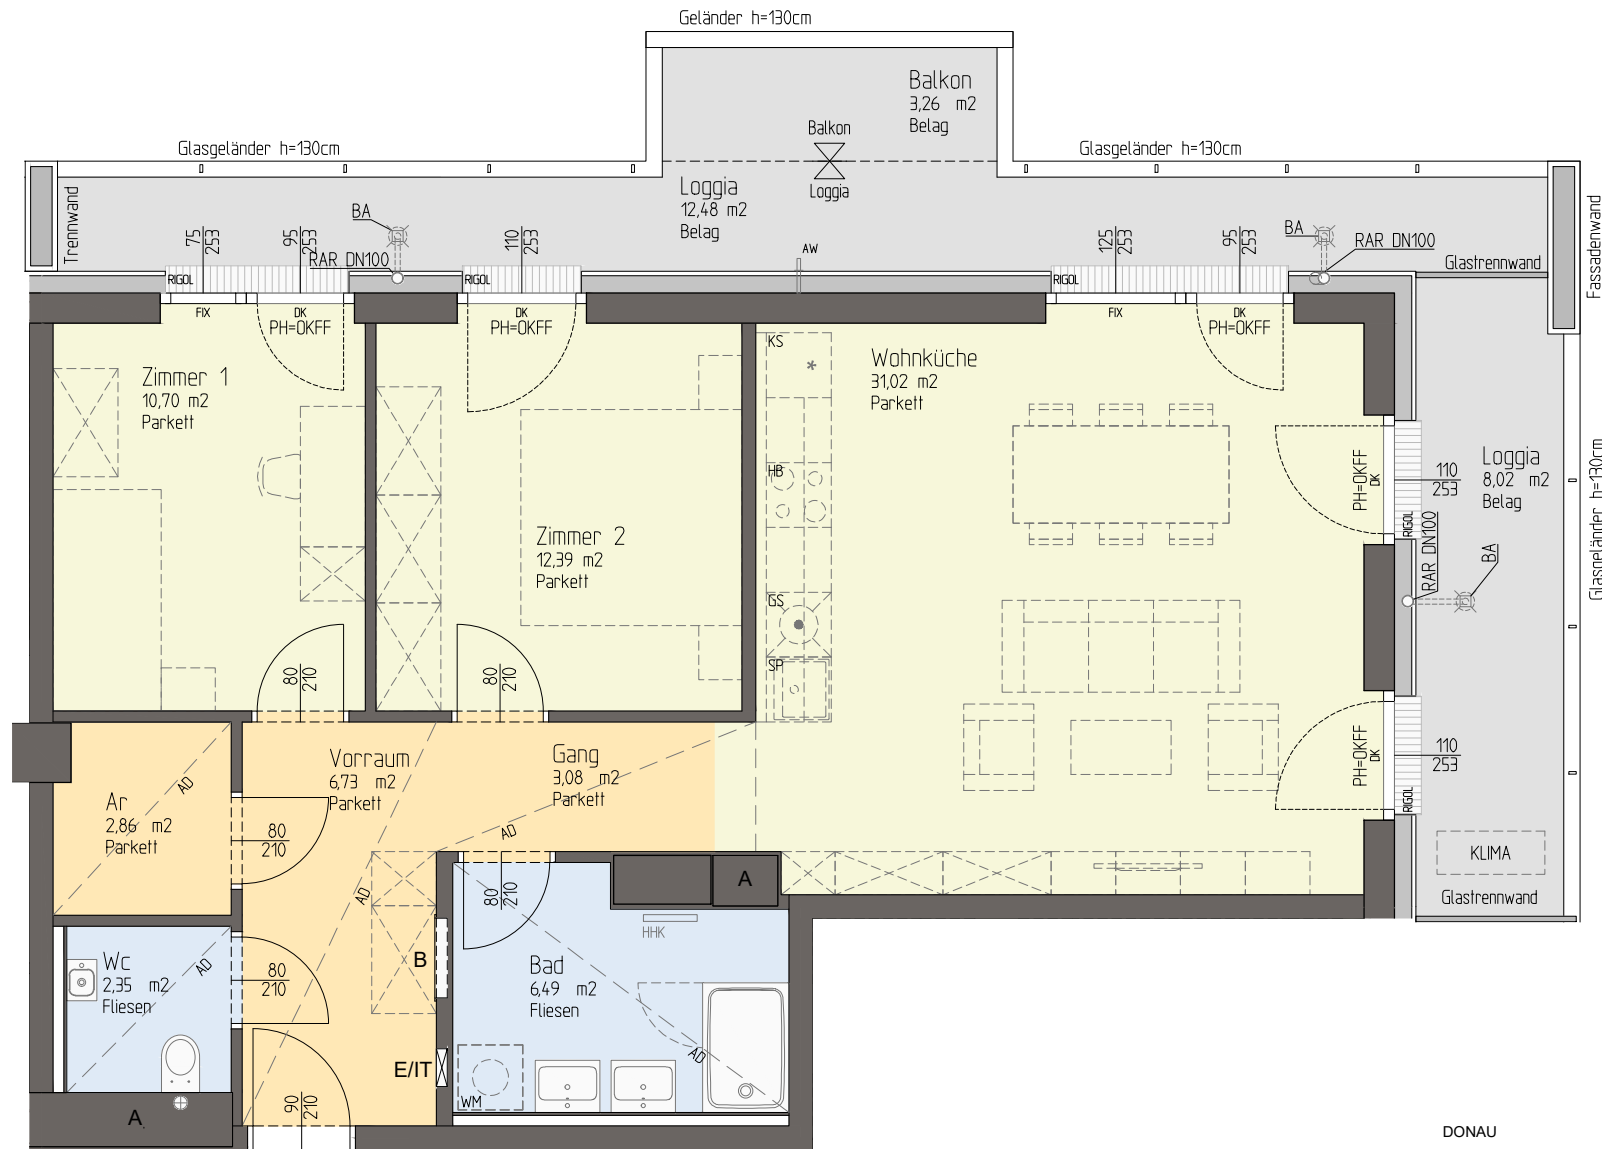 Geländer h=130cm
Balkon
3,26 m2
Belag
Glasgeländer h=130cm
Balkon
Loggia
Glasgeländer h=130cm
Trennwand
Loggia
12,48 m2
Belag
Fassadenwand
75
253
95
253
BA
RAR DN100
110
253
AW
125
253
95
253
BA
RAR DN100
Glastrennwand
RIGOL
RIGOL
RIGOL
FIX
DK
PH=OKFF
DK
PH=OKFF
FIX
DK
PH=OKFF
Zimmer 1
10,70 m2
Parkett
KS
*
Wohnküche
31,02 m2
Parkett
HB
Zimmer 2
12,39 m2
Parkett
GS
SP
PH=OKFF
DK
110
253
RIGOL
Loggia
8,02 m2
Belag
RAR DN100
BA
Glasgeländer h=130cm
80
210
80
210
PH=OKFF
DK
110
253
RIGOL
Vorraum
6,73 m2
Parkett
Gang
3,08 m2
Parkett
AD
Ar
2,86 m2
Parkett
AD
80
210
AD
80
210
A
KLIMA
Glastrennwand
HHK
Wc
2,35 m2
Fliesen
AD
80
210
B
Bad
6,49 m2
Fliesen
AD
E/IT
WM
A
90
210
DONAU